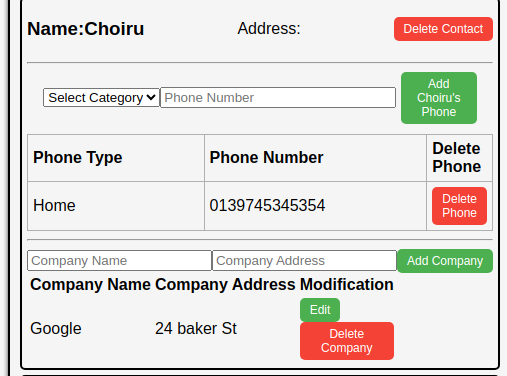 Name:Choiru Address: Delete Contact
Select Category Phone Number Add Choiru's Phone
Phone Type Phone Number Delete Phone
Home 0139745345354 Delete Phone
Company Name Company Address Add Company
Company Name Company Address Modification
Google 24 baker St Edit
Delete Company